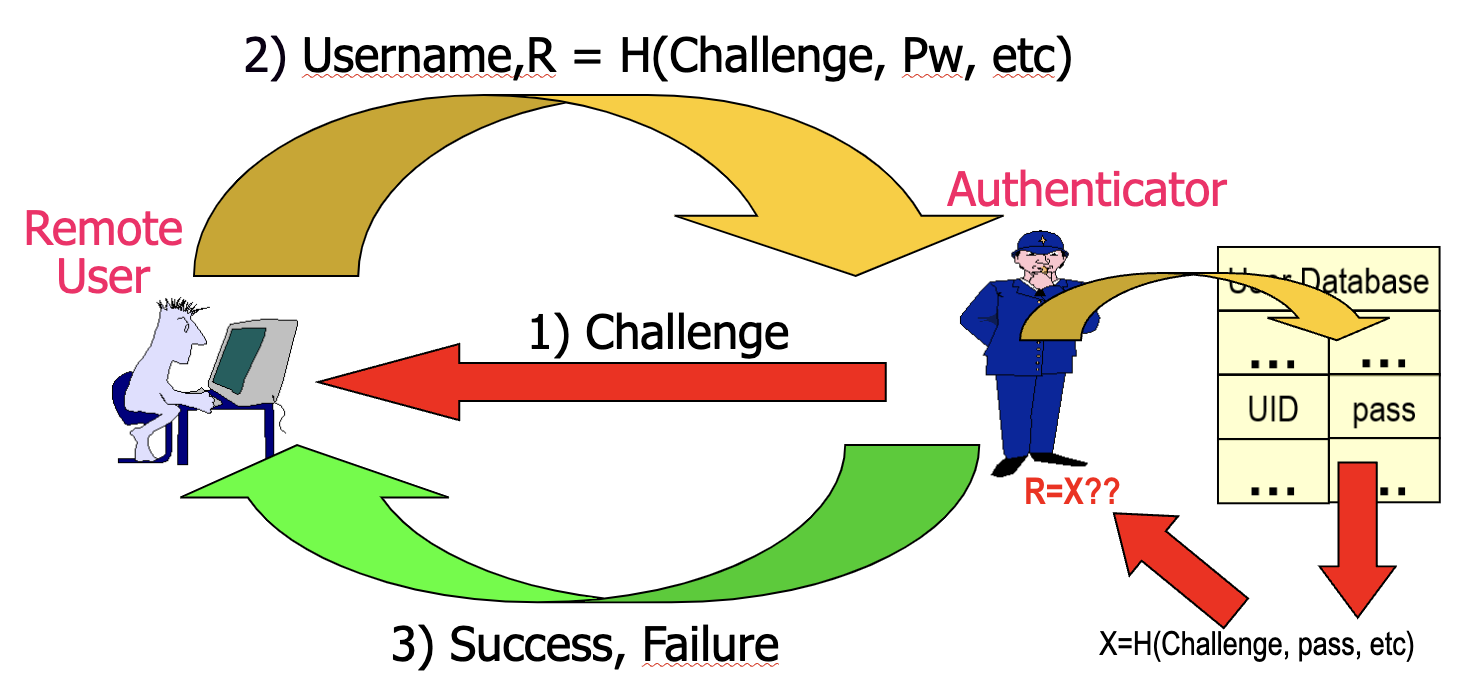 2) Username,R = H(Challenge, Pw, etc)
Authenticator
Remote
User
User Database
1) Challenge
... ...
UID pass
... ...
R=X??
3) Success, Failure
X=H(Challenge, pass, etc)